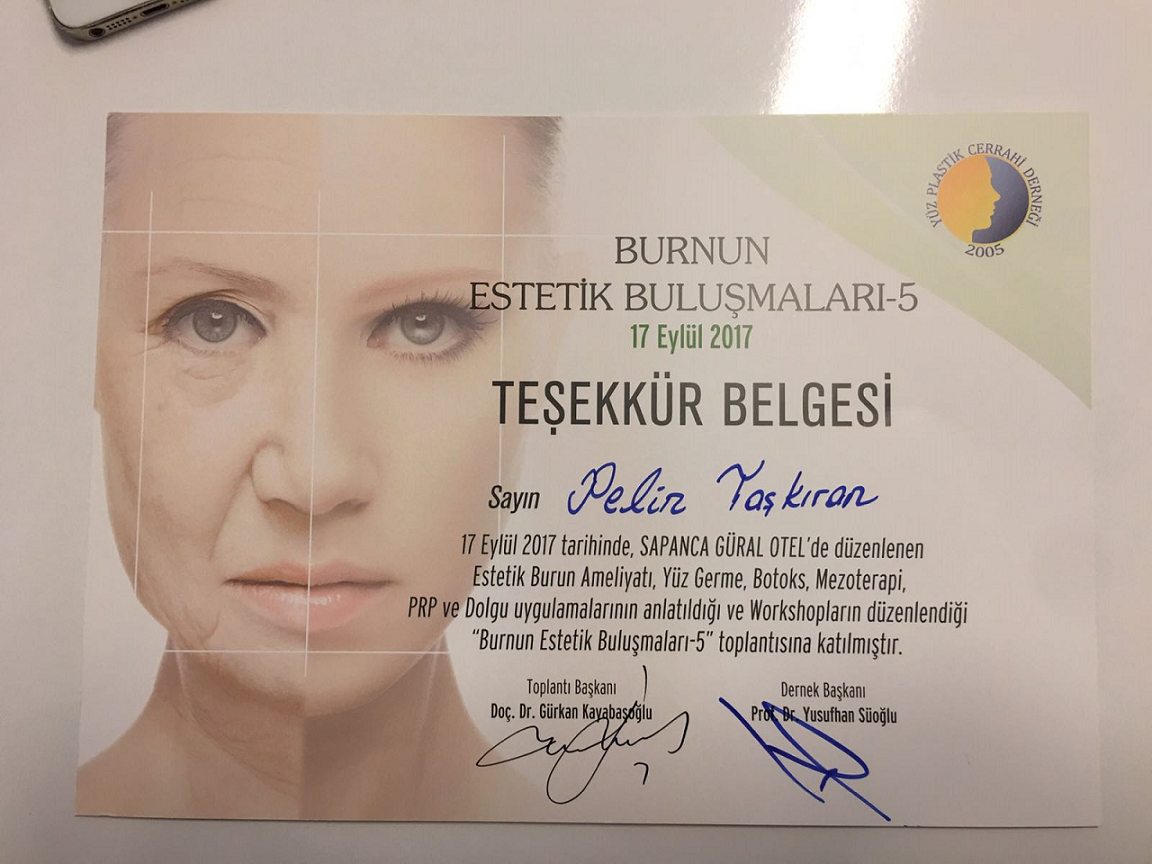 YÜZ PLASTİK CERRAHİ DERNEĞİ
2005
BURNUN
ESTETİK BULUŞMALARI-5
17 Eylül 2017
TEŞEKKÜR BELGESİ
Sayın Pelin Taşkıran
17 Eylül 2017 tarihinde, SAPANCA GÜRAL OTEL'de düzenlenen
Estetik Burun Ameliyatı, Yüz Germe, Botoks, Mezoterapi,
PRP ve Dolgu uygulamalarının anlatıldığı ve Workshopların düzenlendiği
"Burnun Estetik Buluşmaları-5" toplantısına katılmıştır.
Toplantı Başkanı
Doç. Dr. Gürkan Kayabaşoğlu
Dernek Başkanı
Prof. Dr. Yusufhan Süoğlu